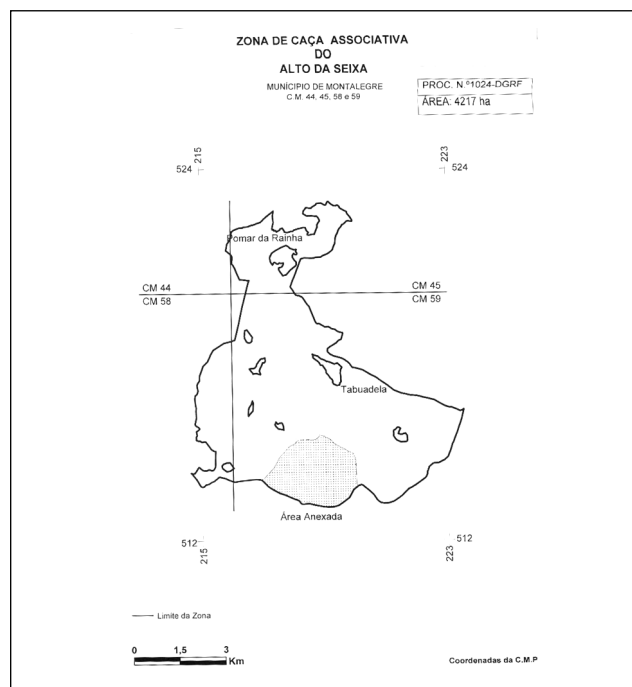 ZONA DE CAÇA ASSOCIATIVA
DO
ALTO DA SEIXA
MUNICÍPIO DE MONTALEGRE
C.M. 44, 45, 58 e 59
PROC. N.º1024-DGRF
ÁREA: 4217 ha
215
223
524
524
Pomar da Rainha
CM 44
CM 45
CM 58
CM 59
Tabuadela
Área Anexada
512
512
215
223
Limite da Zona
0 1,5 3
Km
Coordenadas da C.M.P